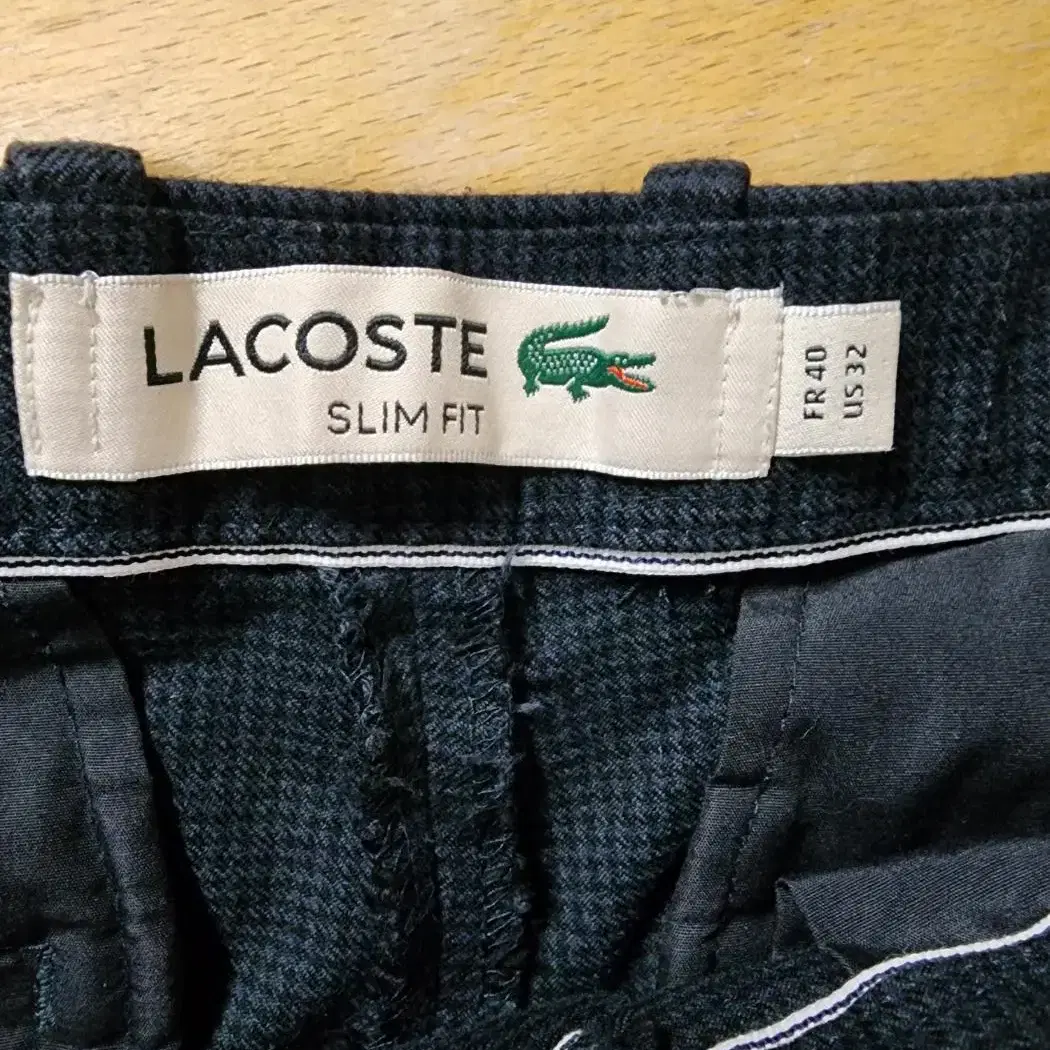 LACOSTE
SLIM FIT
FR 40
US 32